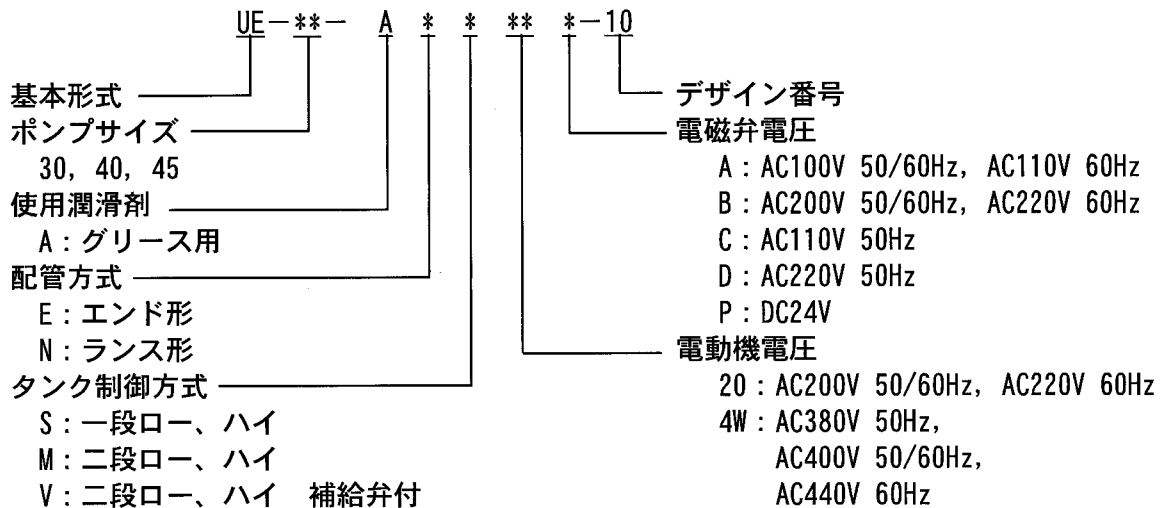 UE-**- A * * ** *-10
基本形式
ポンプサイズ
30, 40, 45
使用潤滑剤
A:グリース用
配管方式
E:エンド形
N:ランス形
タンク制御方式
S:一段ロー、ハイ
M:二段ロー、ハイ
V:二段ロー、ハイ 補給弁付
デザイン番号
電磁弁電圧
A:AC100V 50/60Hz, AC110V 60Hz
B:AC200V 50/60Hz, AC220V 60Hz
C:AC110V 50Hz
D:AC220V 50Hz
P:DC24V
電動機電圧
20:AC200V 50/60Hz, AC220V 60Hz
4W:AC380V 50Hz,
AC400V 50/60Hz,
AC440V 60Hz